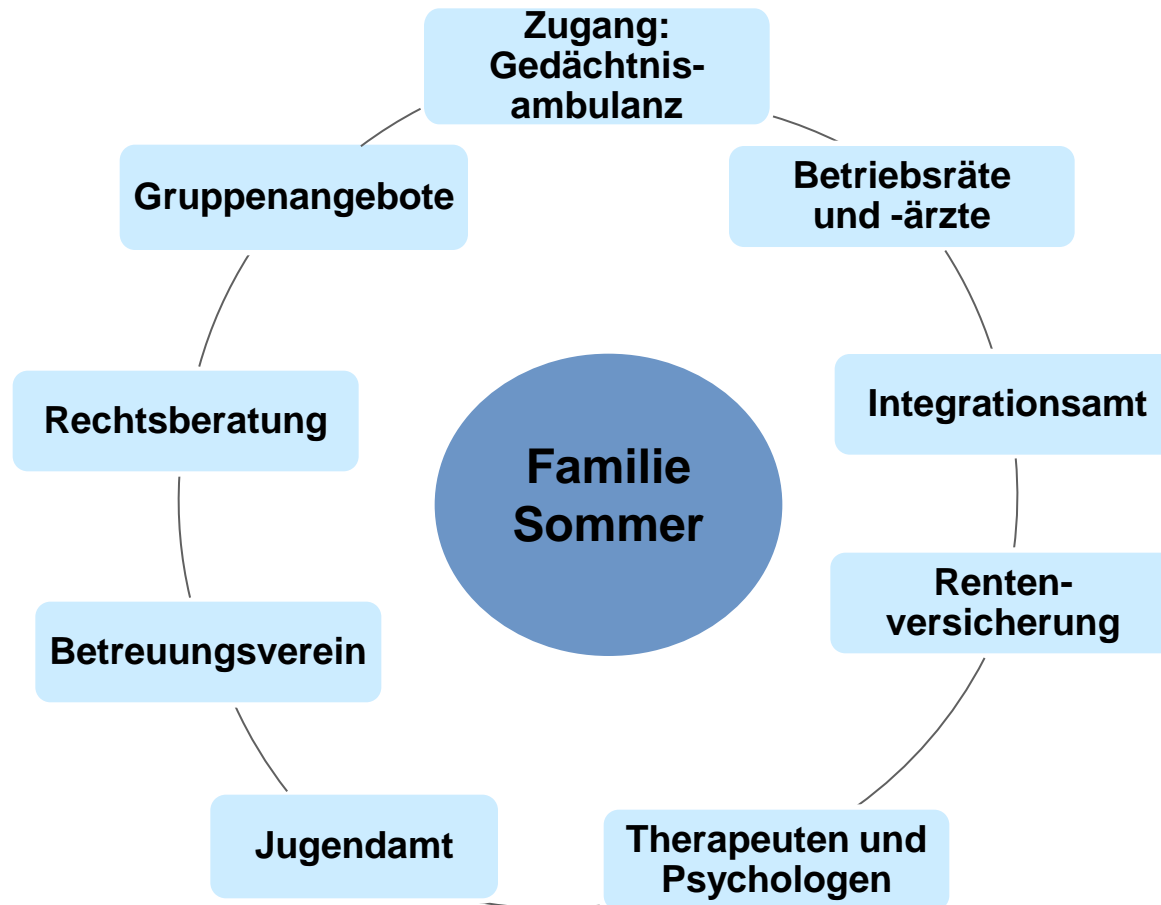 Zugang:
Gedächtnis-
ambulanz
Gruppenangebote
Betriebsräte
und -ärzte
Rechtsberatung
Integrationsamt
Familie
Sommer
Renten-
versicherung
Betreuungsverein
Jugendamt
Therapeuten und
Psychologen